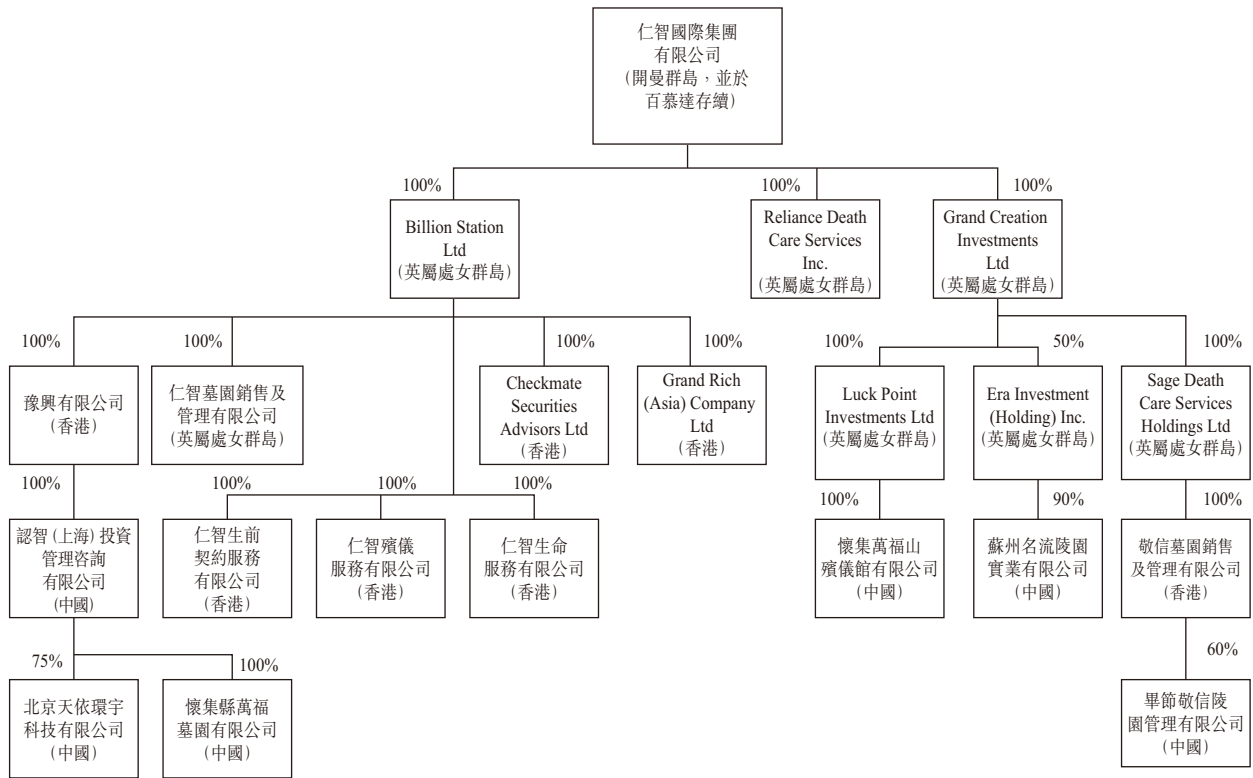 仁智國際集團
有限公司
(開曼群島，並於
百慕達存續)
100%
100%
100%
Billion Station
Ltd
(英屬處女群島)
Reliance Death
Care Services
Inc.
(英屬處女群島)
Grand Creation
Investments
Ltd
(英屬處女群島)
100%
100%
100%
100%
100%
50%
100%
豫興有限公司
(香港)
仁智墓園銷售及
管理有限公司
(英屬處女群島)
Checkmate
Securities
Advisors Ltd
(香港)
Grand Rich
(Asia) Company
Ltd
(香港)
Luck Point
Investments Ltd
(英屬處女群島)
Era Investment
(Holding) Inc.
(英屬處女群島)
Sage Death
Care Services
Holdings Ltd
(英屬處女群島)
100%
100%
100%
100%
100%
90%
100%
認智(上海)投資
管理咨詢
有限公司
(中國)
仁智生前
契約服務
有限公司
(香港)
仁智殯儀
服務有限公司
(香港)
仁智生命
服務有限公司
(香港)
懷集萬福山
殯儀館有限公司
(中國)
蘇州名流陵園
實業有限公司
(中國)
敬信墓園銷售
及管理有限公司
(香港)
75%
100%
60%
北京天依環宇
科技有限公司
(中國)
懷集縣萬福
墓園有限公司
(中國)
畢節敬信陵
園管理有限公司
(中國)